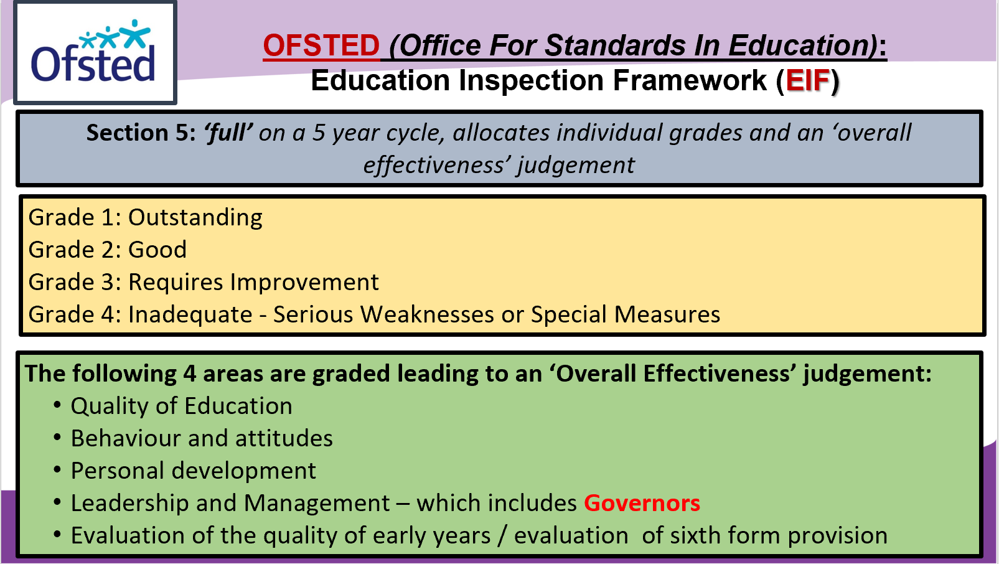 Ofsted
OFSTED (Office For Standards In Education):
Education Inspection Framework (EIF)
Section 5: ‘full’ on a 5 year cycle, allocates individual grades and an ‘overall
effectiveness’ judgement
Grade 1: Outstanding
Grade 2: Good
Grade 3: Requires Improvement
Grade 4: Inadequate - Serious Weaknesses or Special Measures
The following 4 areas are graded leading to an ‘Overall Effectiveness’ judgement:
• Quality of Education
• Behaviour and attitudes
• Personal development
• Leadership and Management – which includes Governors
• Evaluation of the quality of early years / evaluation  of sixth form provision